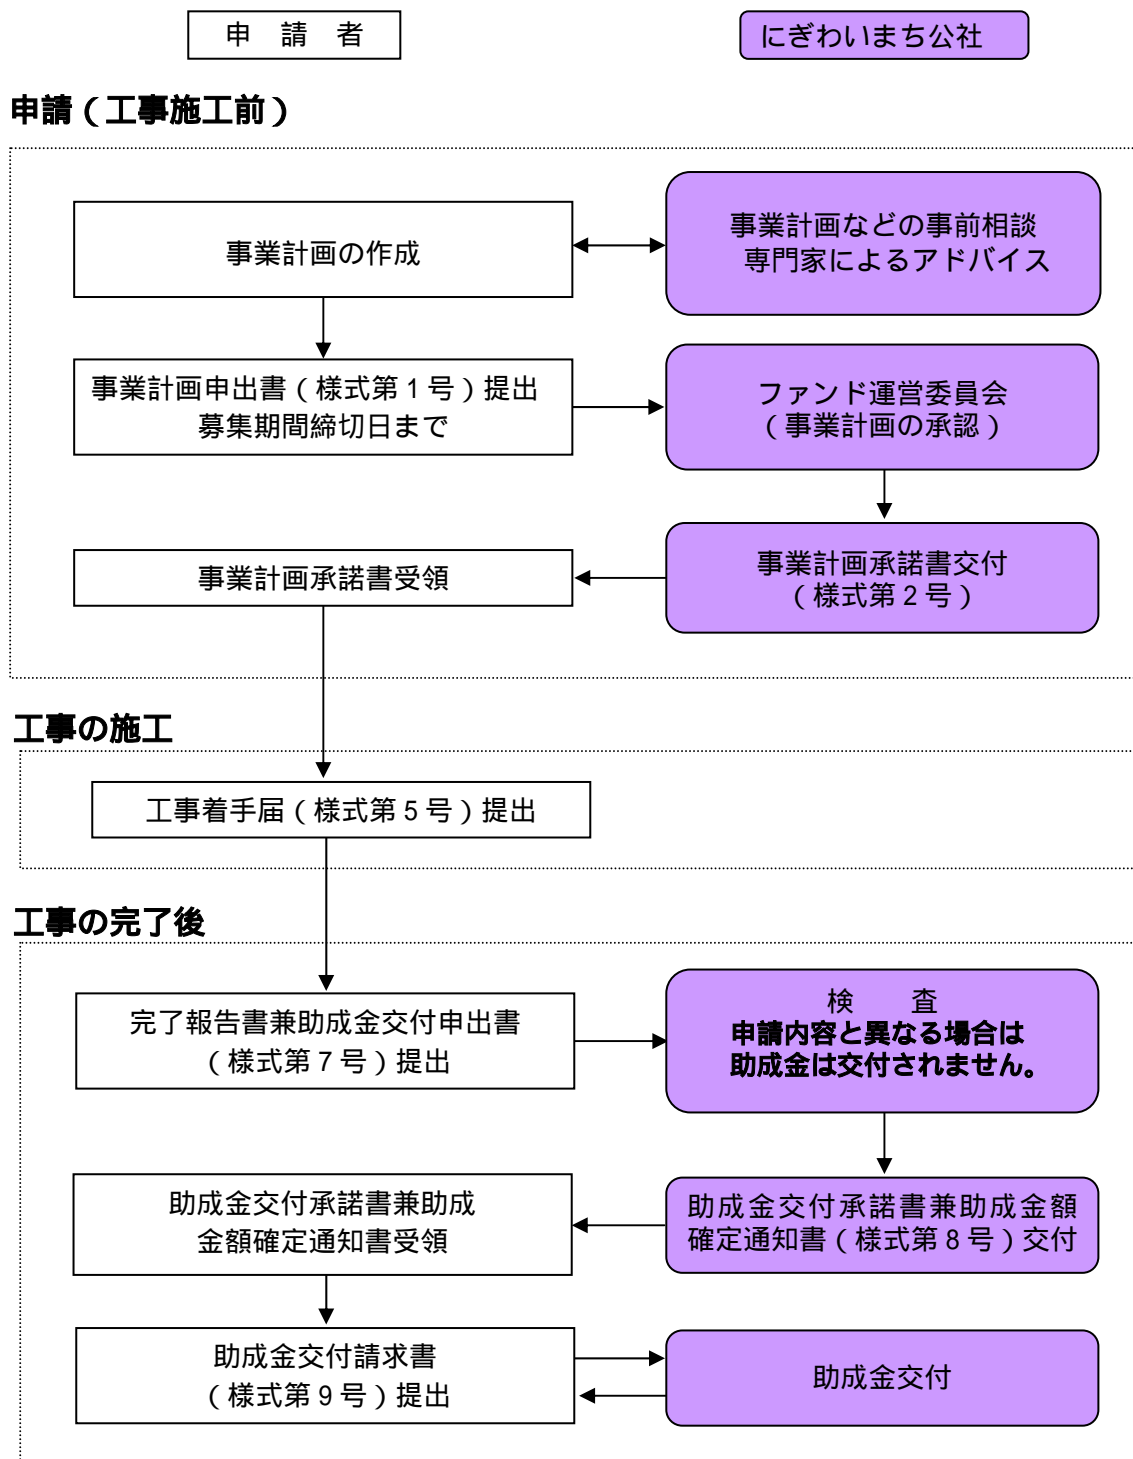 申　請　者
にぎわいまち公社
申請（工事施工前）
事業計画の作成
事業計画などの事前相談
専門家によるアドバイス
事業計画申出書（様式第１号）提出
募集期間締切日まで
ファンド運営委員会
（事業計画の承認）
事業計画承諾書受領
事業計画承諾書交付
（様式第２号）
工事の施工
工事着手届（様式第５号）提出
工事の完了後
完了報告書兼助成金交付申出書
（様式第７号）提出
検　　査
申請内容と異なる場合は
助成金は交付されません。
助成金交付承諾書兼助成
金額確定通知書受領
助成金交付承諾書兼助成金額
確定通知書（様式第８号）交付
助成金交付請求書
（様式第９号）提出
助成金交付